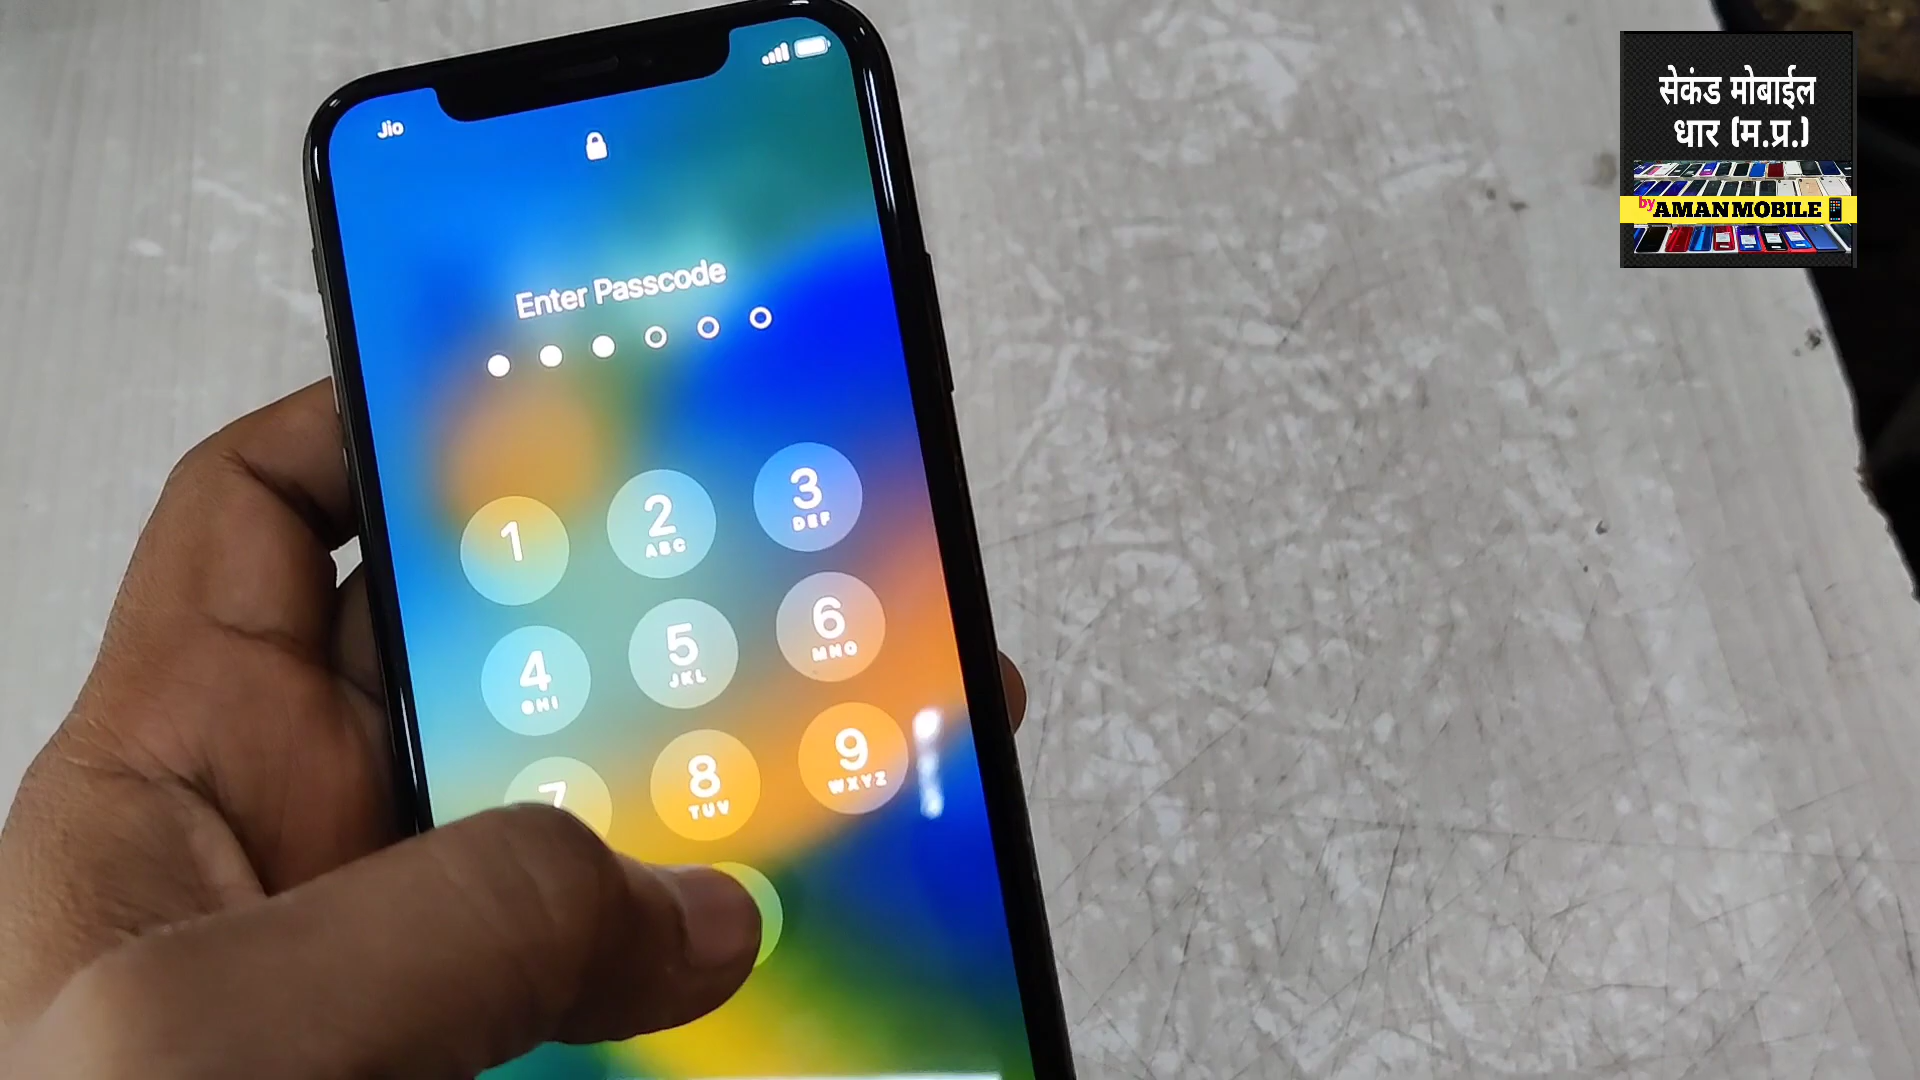 सेकंड मोबाईल
धार (म.प्र.)
by AMAN MOBILE
Jio
Enter Passcode
1
2
ABC
3
DEF
4
GHI
5
JKL
6
MNO
7
8
TUV
9
WXYZ